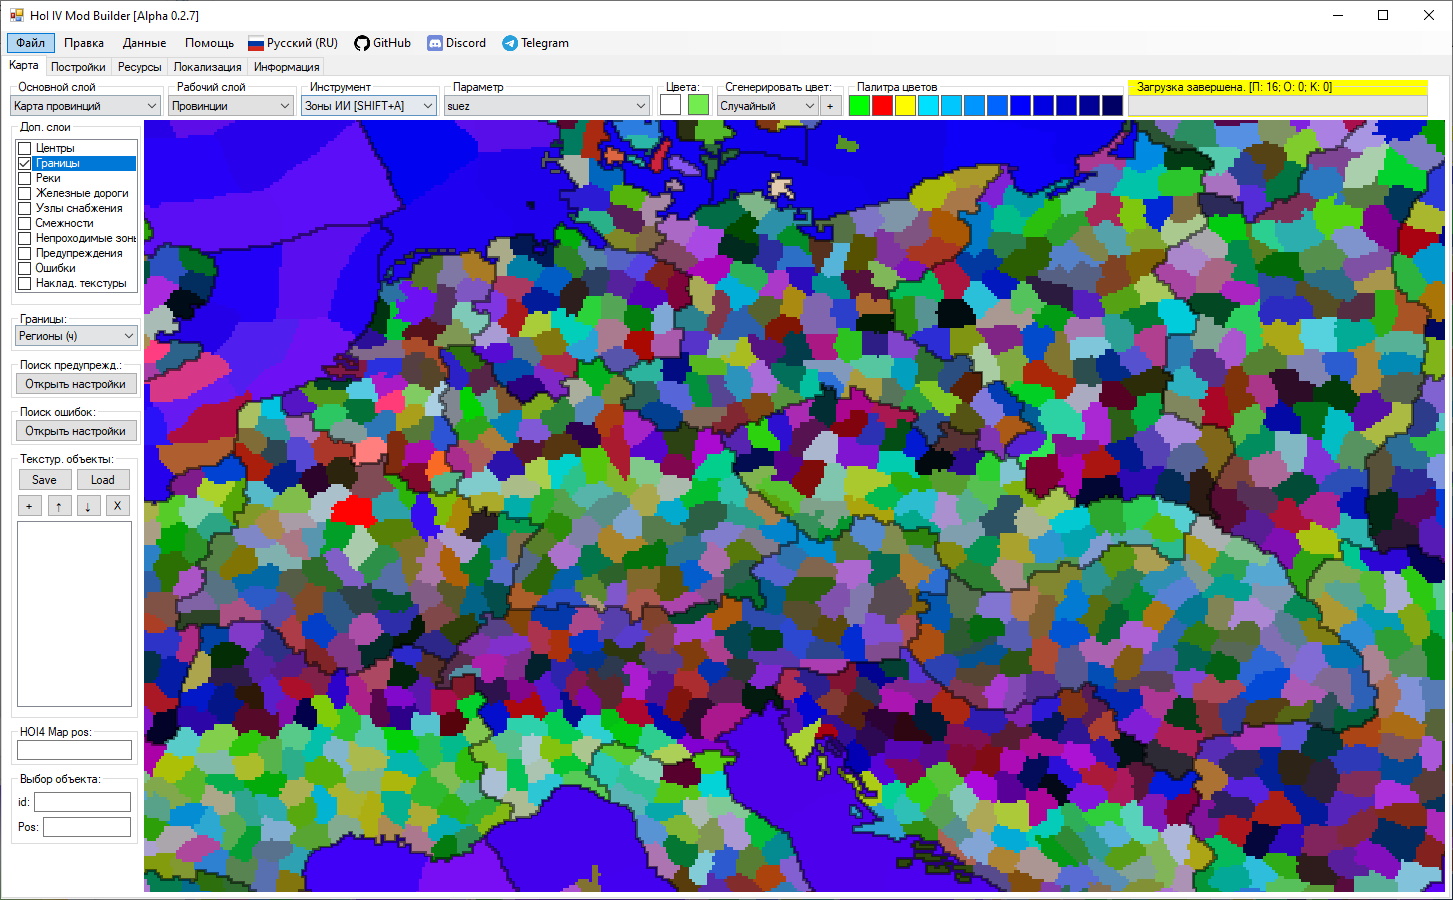 HoI IV Mod Builder [Alpha 0.2.7]
Файл Правка Данные Помощь Русский (RU) GitHub Discord Telegram
Карта Постройки Ресурсы Локализация Информация
Основной слой Рабочий слой Инструмент Параметр Цвета: Сгенерировать цвет: Палитра цветов Загрузка завершена. [П: 16; О: 0; К: 0]
Карта провинций Провинции Зоны ИИ [SHIFT+A] suez Случайный +
Доп. слои
Центры
Границы
Реки
Железные дороги
Узлы снабжения
Смежности
Непроходимые зоны
Предупреждения
Ошибки
Наклад. текстуры
Границы:
Регионы (ч)
Поиск предупрежд.:
Открыть настройки
Поиск ошибок:
Открыть настройки
Текстур. объекты:
Save Load
+ ↑ ↓ X
HOI4 Map pos:
Выбор объекта:
id:
Pos: